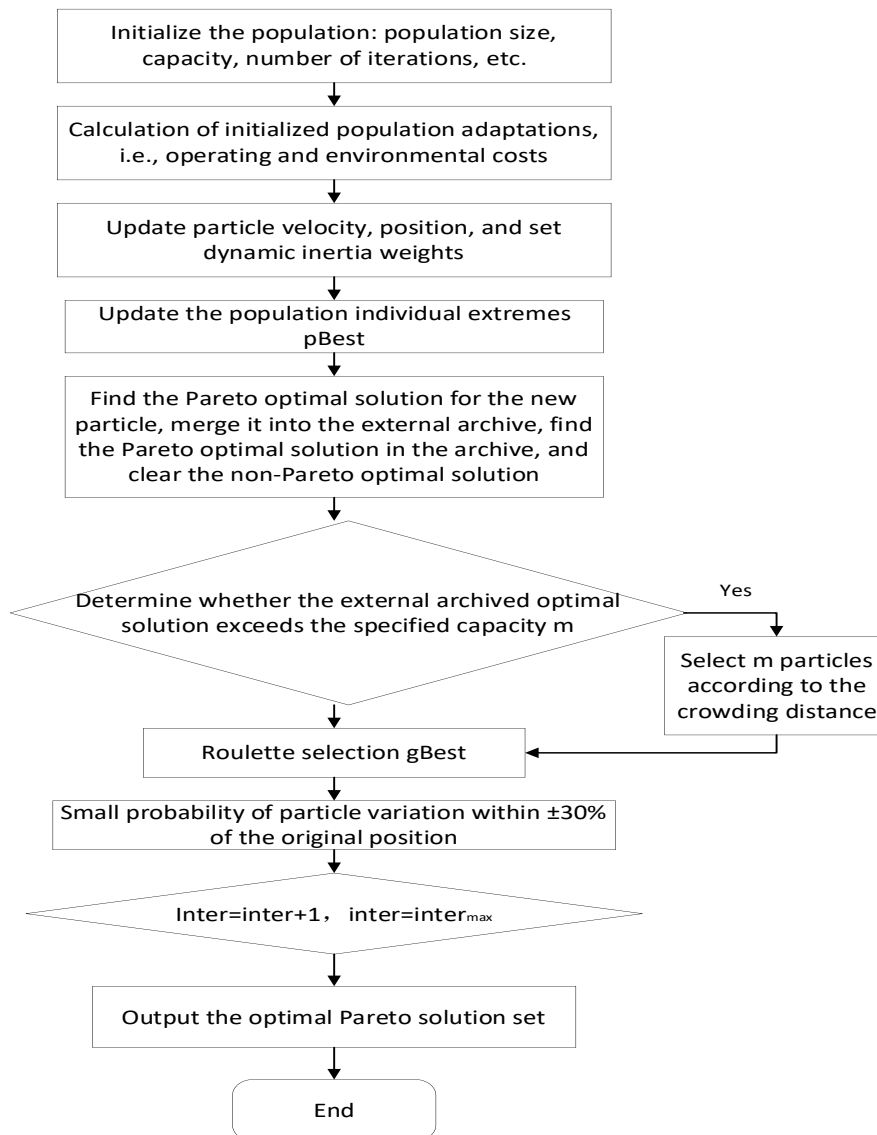 Initialize the population: population size,
capacity, number of iterations, etc.
Calculation of initialized population adaptations,
i.e., operating and environmental costs
Update particle velocity, position, and set
dynamic inertia weights
Update the population individual extremes
pBest
Find the Pareto optimal solution for the new
particle, merge it into the external archive, find
the Pareto optimal solution in the archive, and
clear the non-Pareto optimal solution
Determine whether the external archived optimal
solution exceeds the specified capacity m
Yes
Select m particles
according to the
crowding distance
Roulette selection gBest
Small probability of particle variation within ±30%
of the original position
Inter=inter+1， inter=intermax
Output the optimal Pareto solution set
End